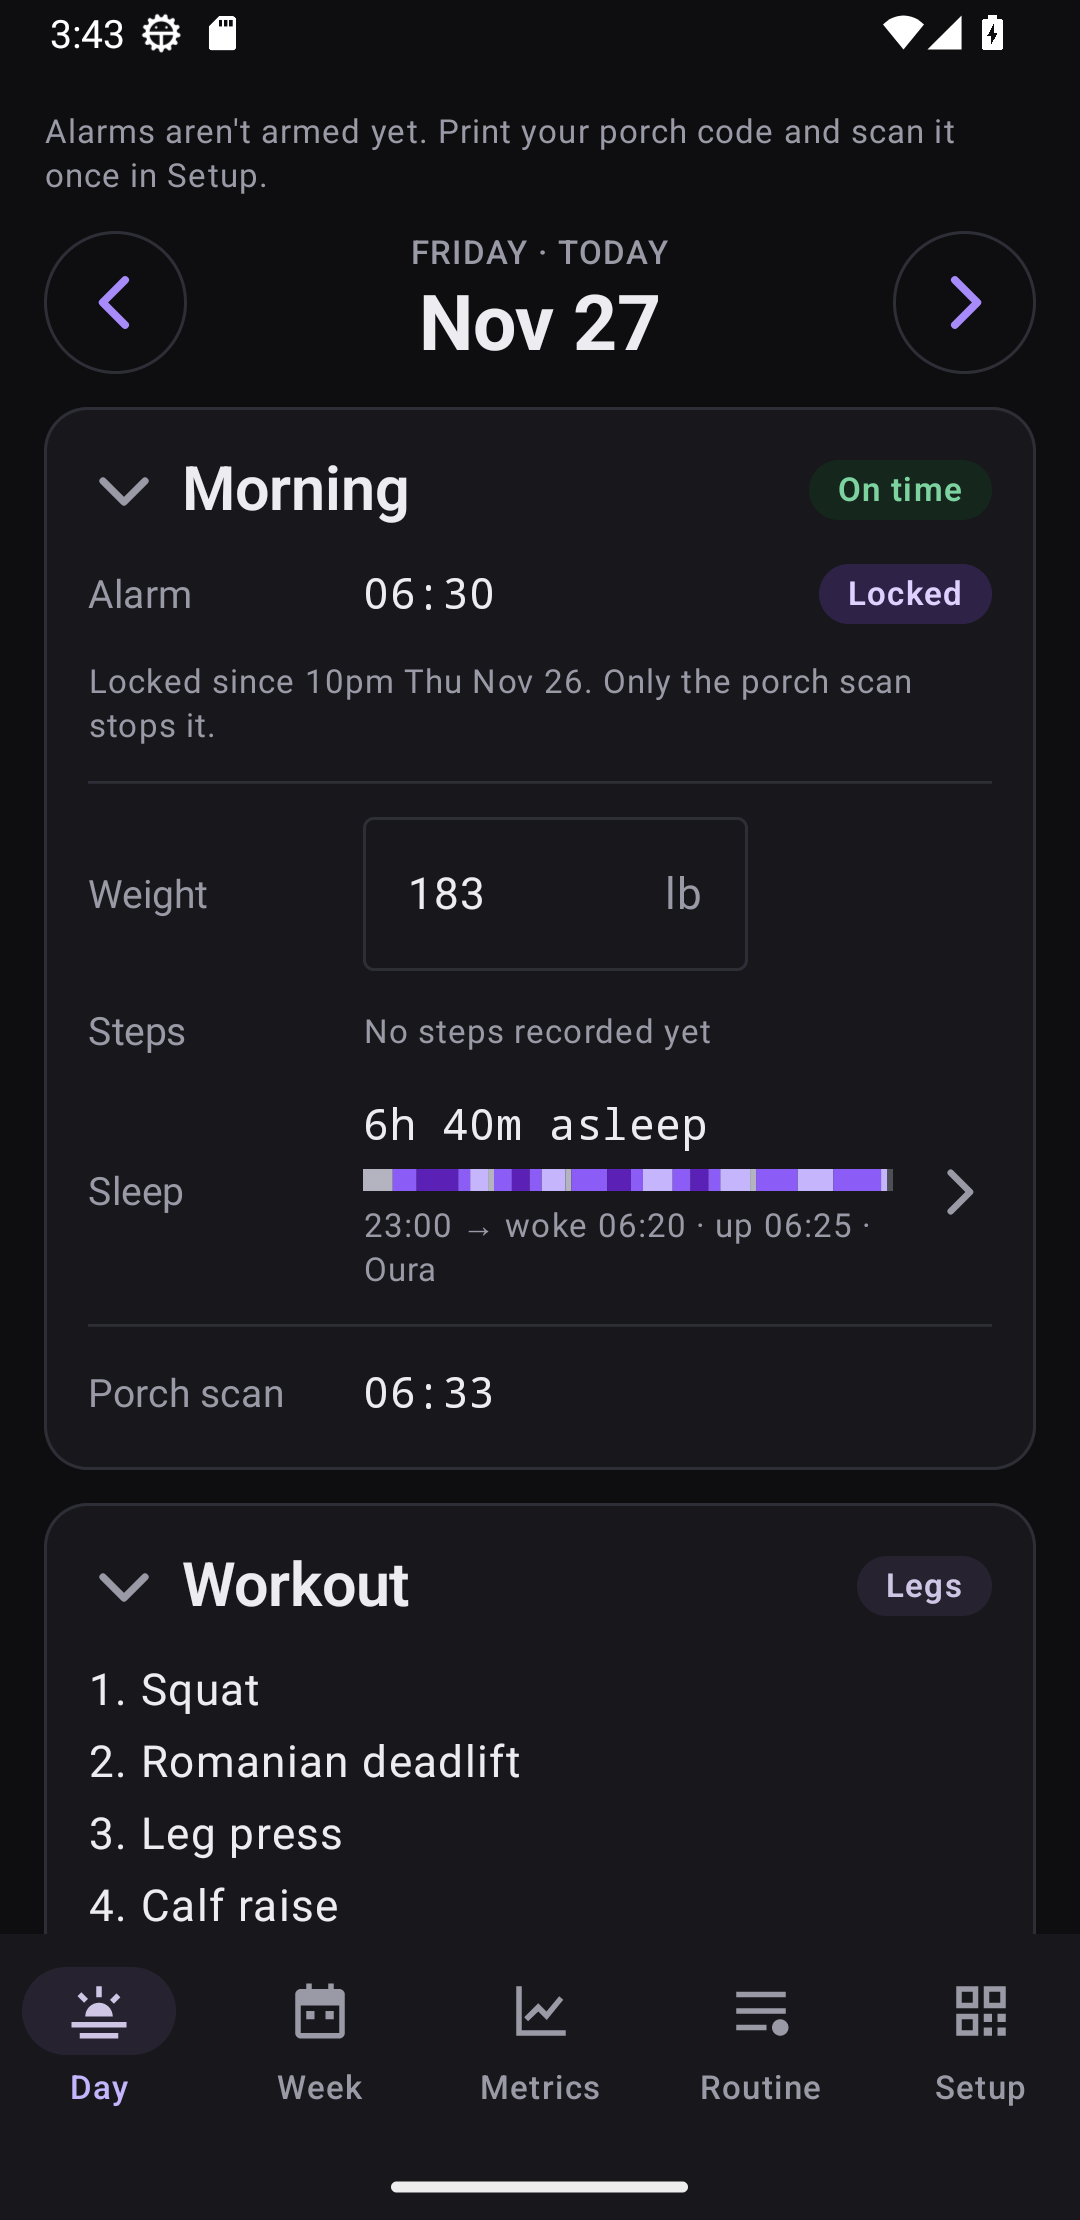 3:43
Alarms aren't armed yet. Print your porch code and scan it
once in Setup.
FRIDAY · TODAY
Nov 27
Morning
On time
Alarm
06:30
Locked
Locked since 10pm Thu Nov 26. Only the porch scan
stops it.
Weight
183
lb
Steps
No steps recorded yet
6h 40m asleep
Sleep
23:00 → woke 06:20 · up 06:25 ·
Oura
Porch scan
06:33
Workout
Legs
1. Squat
2. Romanian deadlift
3. Leg press
4. Calf raise
Day
Week
Metrics
Routine
Setup